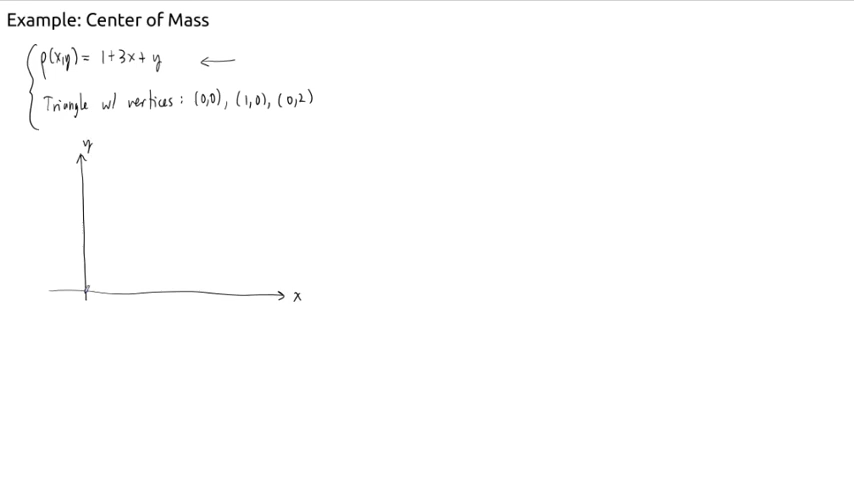 Example: Center of Mass
ρ(x,y) = 1+3x+y
Triangle w/ vertices : (0,0), (1,0), (0,2)
y
x